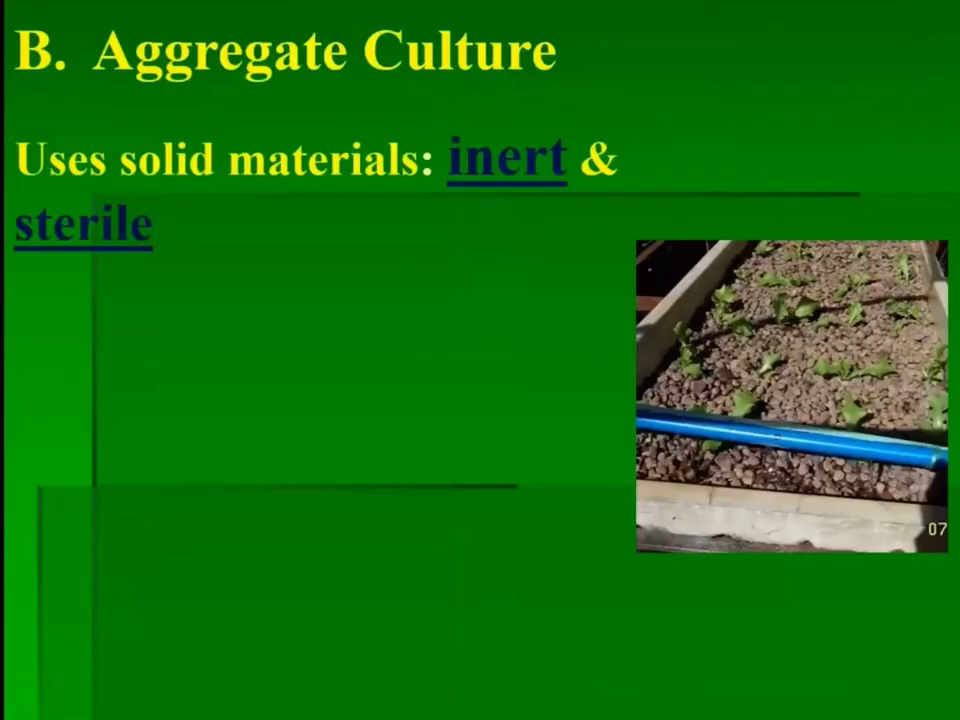 B. Aggregate Culture
Uses solid materials: inert &
sterile
07